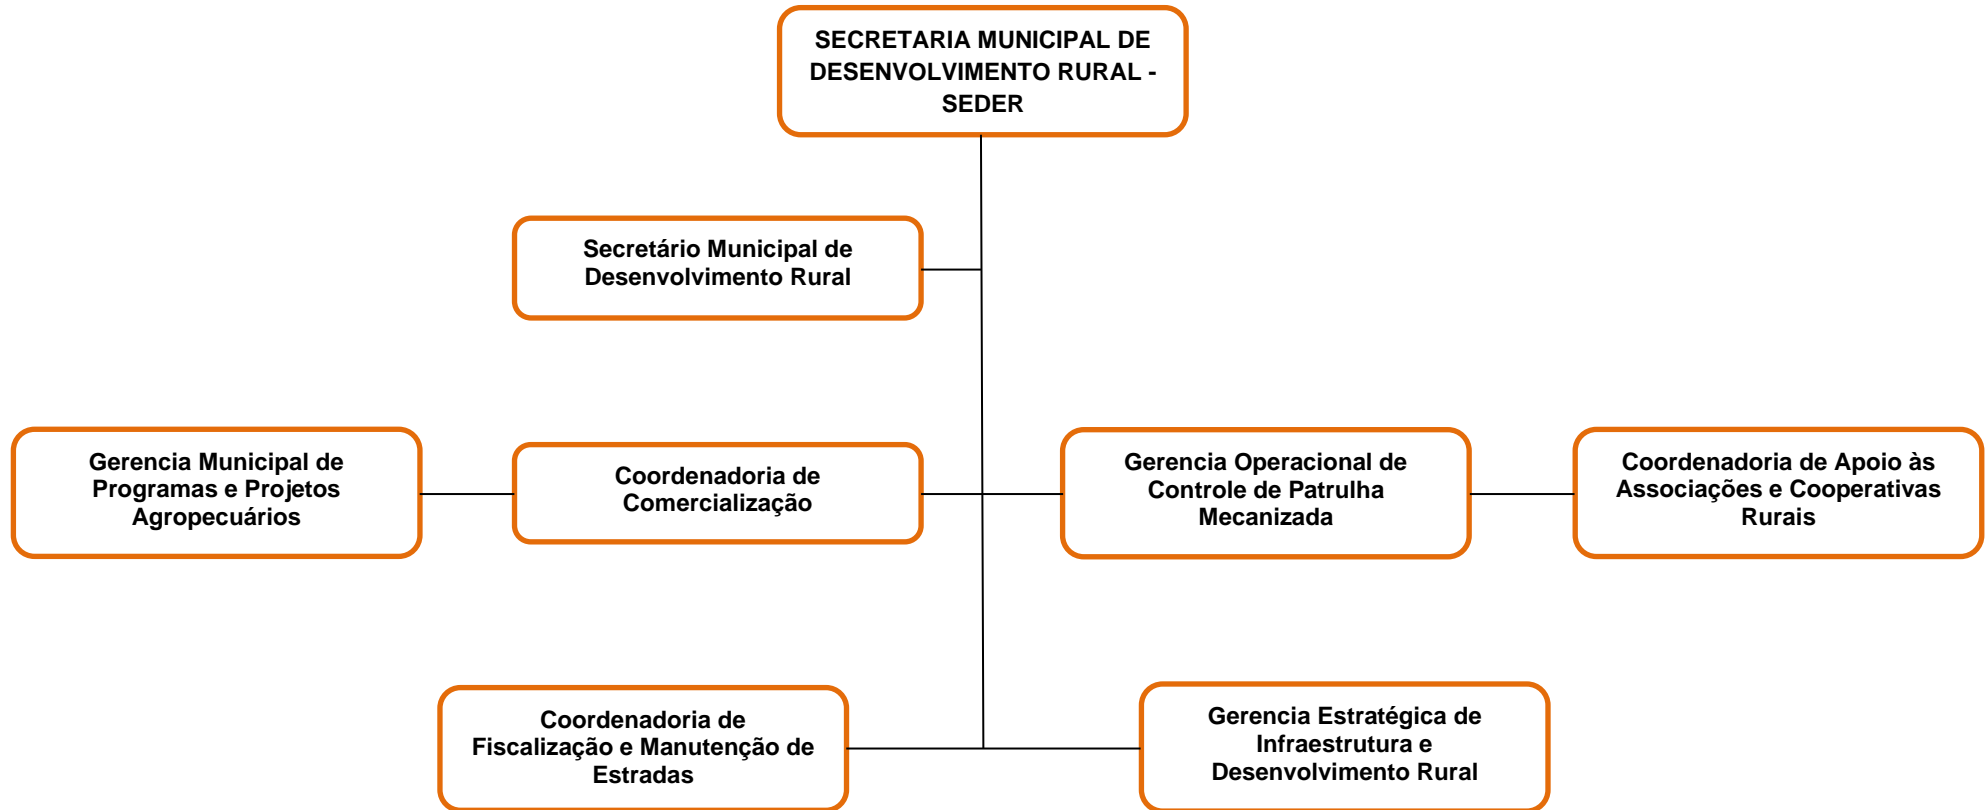 SECRETARIA MUNICIPAL DE
DESENVOLVIMENTO RURAL -
SEDER
Secretário Municipal de
Desenvolvimento Rural
Gerencia Municipal de
Programas e Projetos
Agropecuários
Coordenadoria de
Comercialização
Gerencia Operacional de
Controle de Patrulha
Mecanizada
Coordenadoria de Apoio às
Associações e Cooperativas
Rurais
Coordenadoria de
Fiscalização e Manutenção de
Estradas
Gerencia Estratégica de
Infraestrutura e
Desenvolvimento Rural